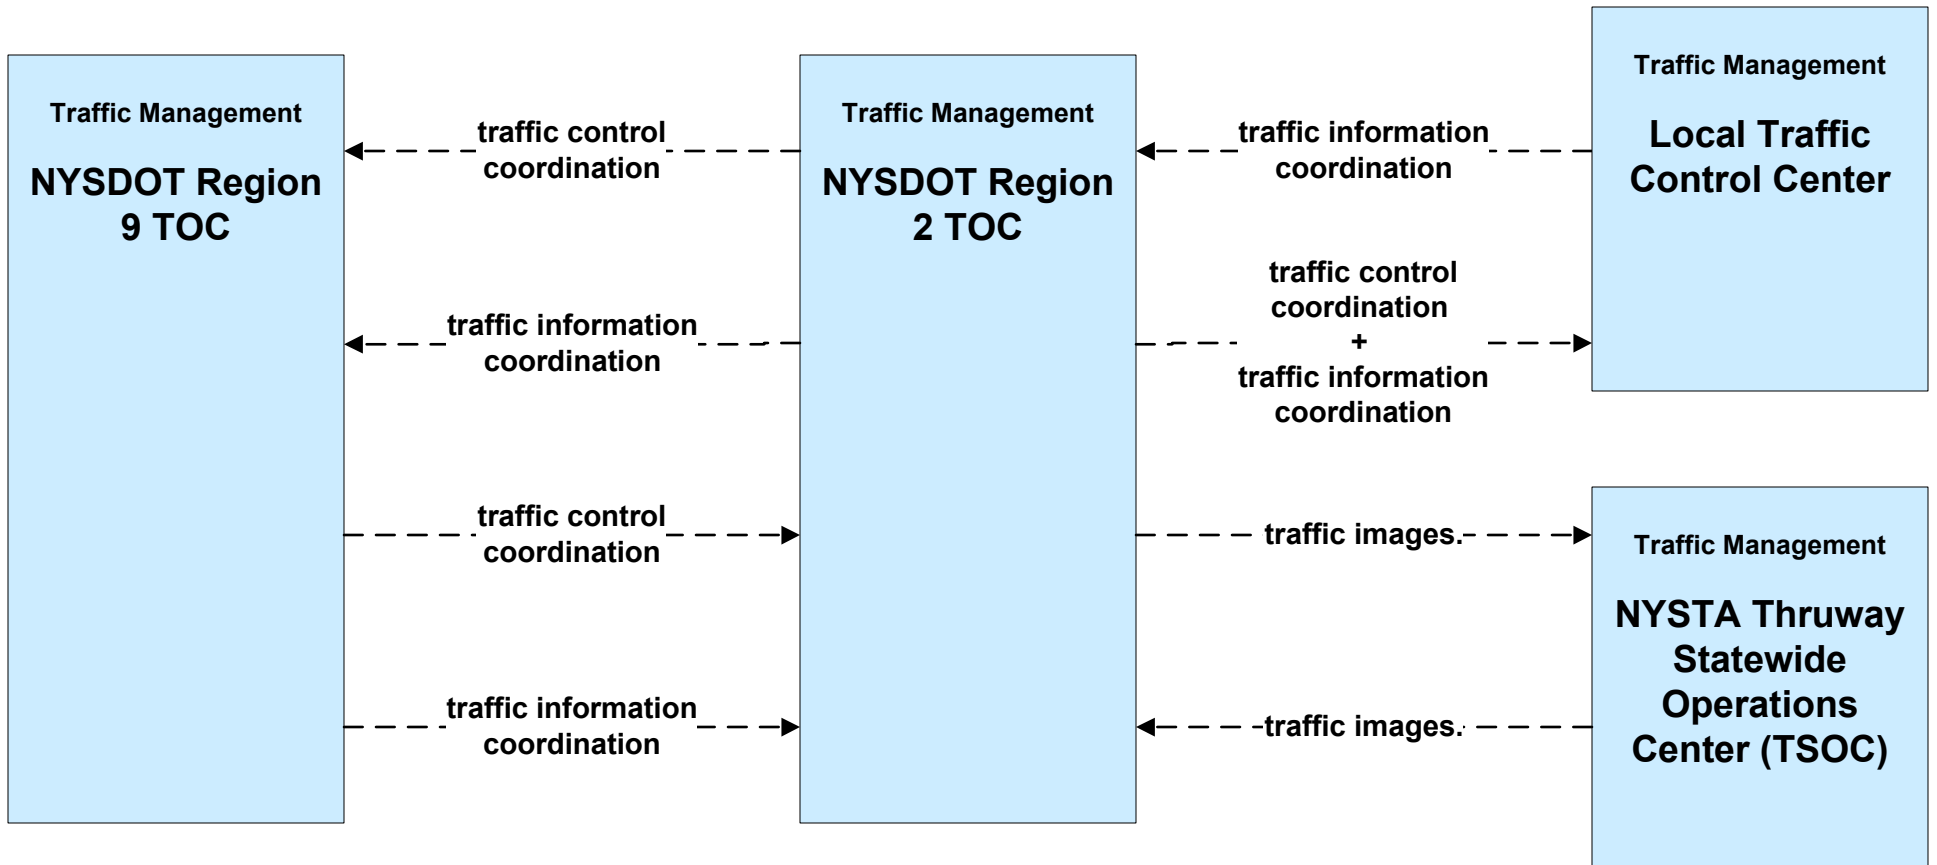 Traffic Management
NYSDOT Region
9 TOC
traffic control
coordination
traffic information
coordination
traffic control
coordination
traffic information
coordination
Traffic Management
NYSDOT Region
2 TOC
traffic information
coordination
traffic control
coordination
+
traffic information
coordination
traffic images.
traffic images.
Traffic Management
Local Traffic
Control Center
Traffic Management
NYSTA Thruway
Statewide
Operations
Center (TSOC)